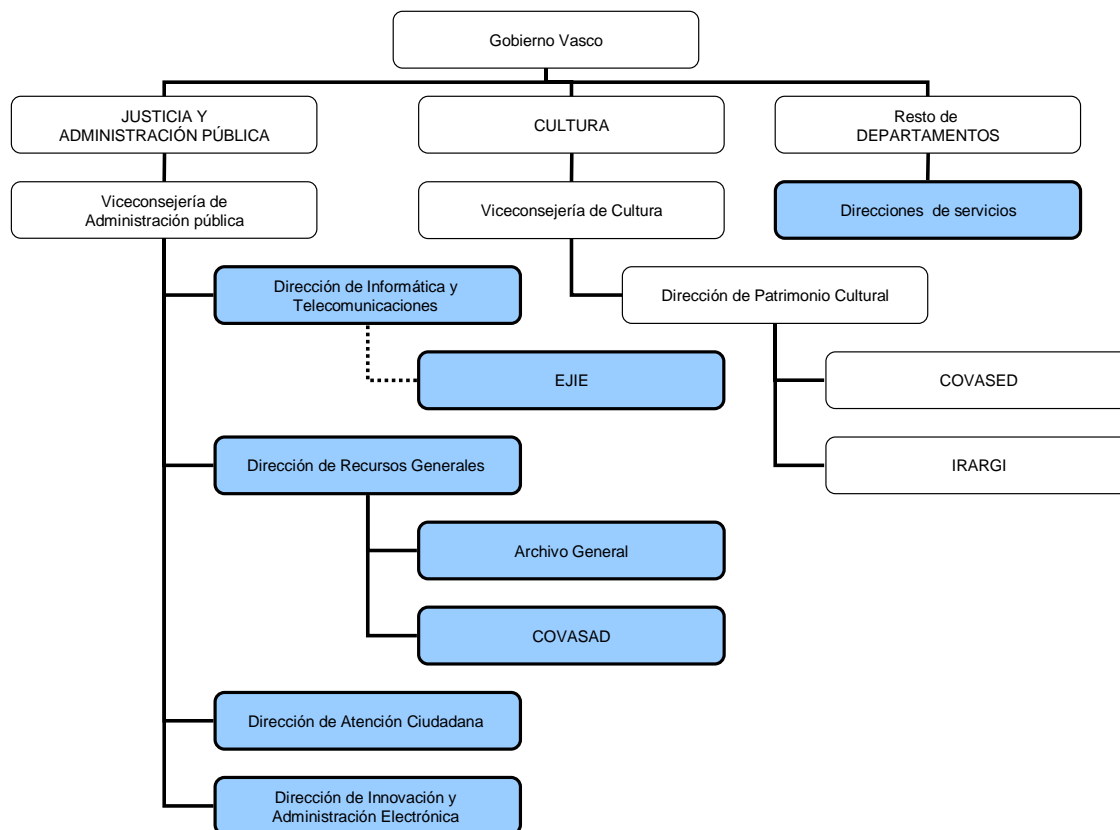 Gobierno Vasco
JUSTICIA Y
ADMINISTRACIÓN PÚBLICA
CULTURA
Resto de
DEPARTAMENTOS
Viceconsejería de
Administración pública
Viceconsejería de Cultura
Direcciones de servicios
Dirección de Informática y
Telecomunicaciones
Dirección de Patrimonio Cultural
EJIE
COVASED
Dirección de Recursos Generales
IRARGI
Archivo General
COVASAD
Dirección de Atención Ciudadana
Dirección de Innovación y
Administración Electrónica